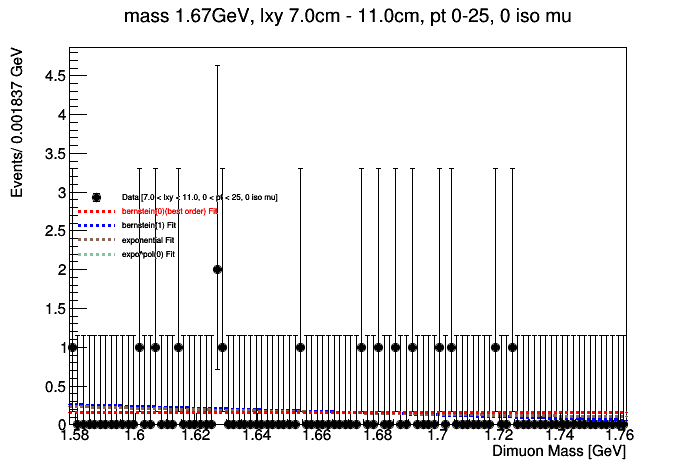 mass 1.67GeV, lxy 7.0cm - 11.0cm, pt 0-25, 0 iso mu
Events/ 0.001837 GeV
4.5
4
3.5
3
2.5
2
1.5
1
0.5
0
Data [7.0 < lxy < 11.0, 0 < pt < 25, 0 iso mu]
bernstein[0](best order) Fit
bernstein(1) Fit
exponential Fit
expo*pol(0) Fit
1.58 1.6 1.62 1.64 1.66 1.68 1.7 1.72 1.74 1.76
Dimuon Mass [GeV]